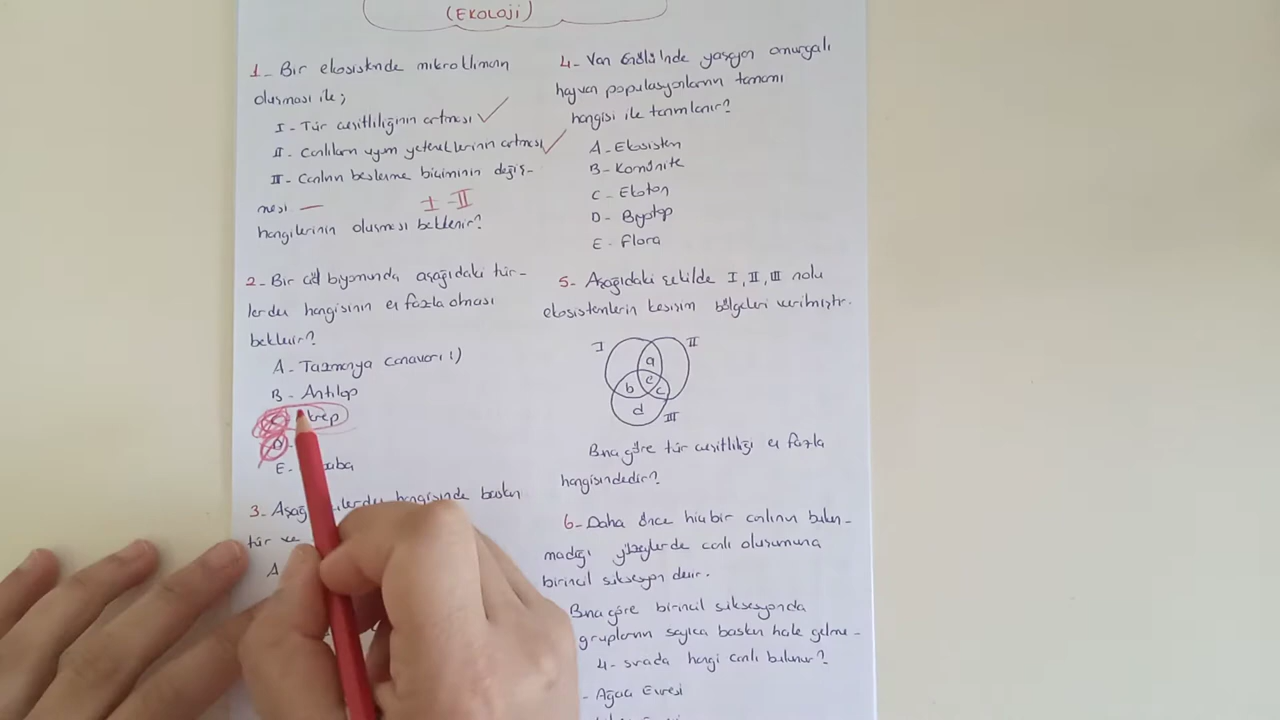 (EKOLOJİ)
1- Bir ekosistemde mikroklimanın
oluşması ile;
I - Tür çeşitliliğinin artması
II - Canlıların uyum yeteneklerinin artması
III - Canlının beslenme biçiminin değiş-
mesi
I - II
hangilerinin oluşması beklenir?
2- Bir çöl biyomunda aşağıdaki tür-
lerden hangisinin en fazla olması
beklenir?
A - Tazmanya canavarı :)
B - Antilop
E -
3- hangisinde baskın
tür ve
A
4- Van Gölü'nde yaşayan omurgalı
hayvan populasyonlarının tamamı
hangisi ile tanımlanır?
A - Ekosistem
B - Komünite
C - Ekoton
D - Biyotop
E - Flora
5- Aşağıdaki şekilde I, II, III nolu
ekosistemlerin kesişim bölgeleri verilmiştir.
I II
a
e
b c
d
III
Buna göre tür çeşitliliği en fazla
hangisindedir?
6- Daha önce hiçbir canlının bulun-
madığı yüzeylerde canlı oluşumuna
birincil süksesyon denir.
Buna göre birincil süksesyonda
grupların sayıca baskın hale gelme-
4- sırada hangi canlı bulunur?
- Ağaç Evresi